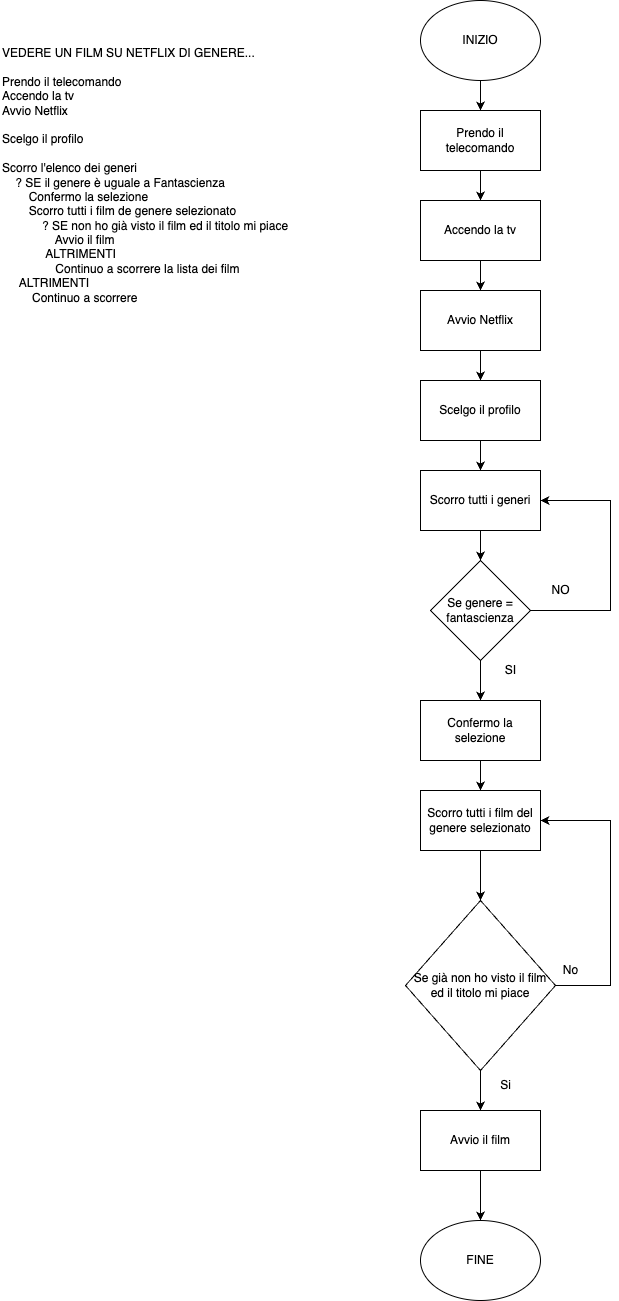 VEDERE UN FILM SU NETFLIX DI GENERE...
Prendo il telecomando
Accendo la tv
Avvio Netflix
Scelgo il profilo
Scorro l'elenco dei generi
? SE il genere è uguale a Fantascienza
Confermo la selezione
Scorro tutti i film de genere selezionato
? SE non ho già visto il film ed il titolo mi piace
Avvio il film
ALTRIMENTI
Continuo a scorrere la lista dei film
ALTRIMENTI
Continuo a scorrere
INIZIO
Prendo il
telecomando
Accendo la tv
Avvio Netflix
Scelgo il profilo
Scorro tutti i generi
Se genere =
fantascienza
NO
SI
Confermo la
selezione
Scorro tutti i film del
genere selezionato
Se già non ho visto il film
ed il titolo mi piace
No
Si
Avvio il film
FINE